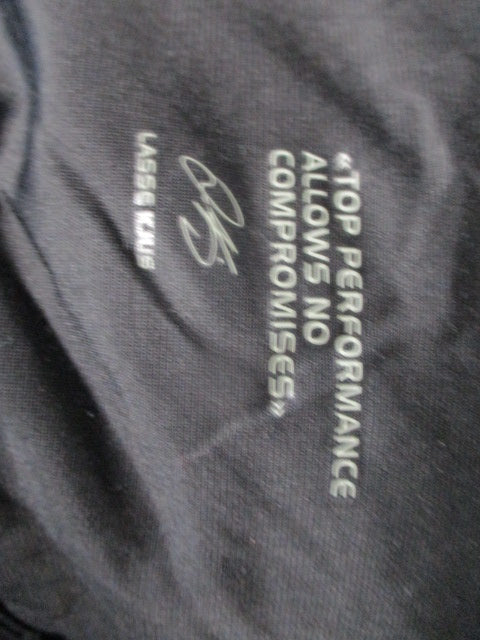 «TOP PERFORMANCE
ALLOWS NO
COMPROMISES»
LASSE KJUS